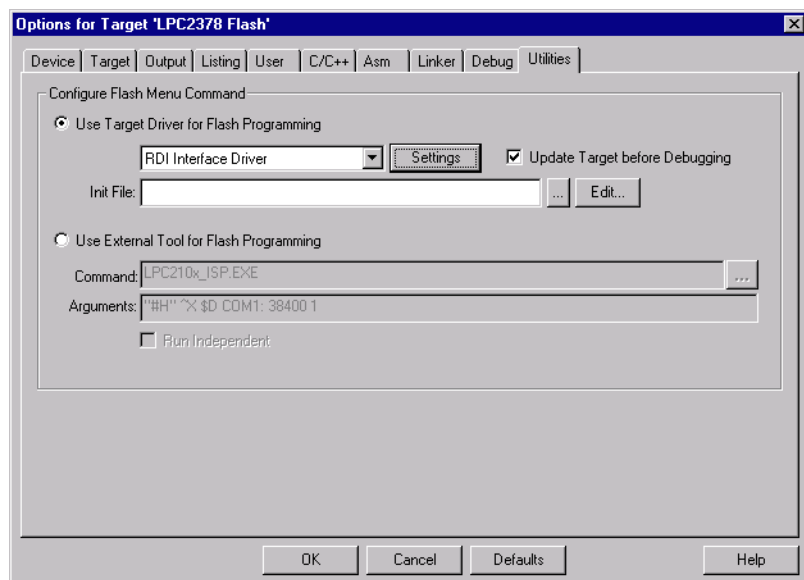 Options for Target 'LPC2378 Flash'
Device Target Output Listing User C/C++ Asm Linker Debug Utilities
Configure Flash Menu Command
Use Target Driver for Flash Programming
RDI Interface Driver Settings Update Target before Debugging
Init File: ... Edit...
Use External Tool for Flash Programming
Command: LPC210x_ISP.EXE ...
Arguments: "#H" ^X $D COM1: 38400 1
Run Independent
OK Cancel Defaults Help